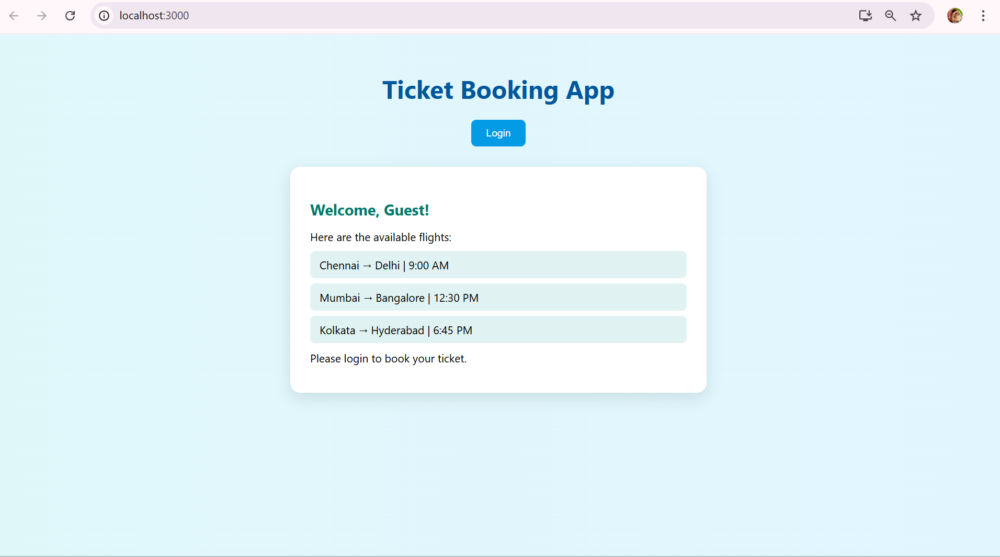 localhost:3000
Ticket Booking App
Login
Welcome, Guest!
Here are the available flights:
Chennai → Delhi | 9:00 AM
Mumbai → Bangalore | 12:30 PM
Kolkata → Hyderabad | 6:45 PM
Please login to book your ticket.